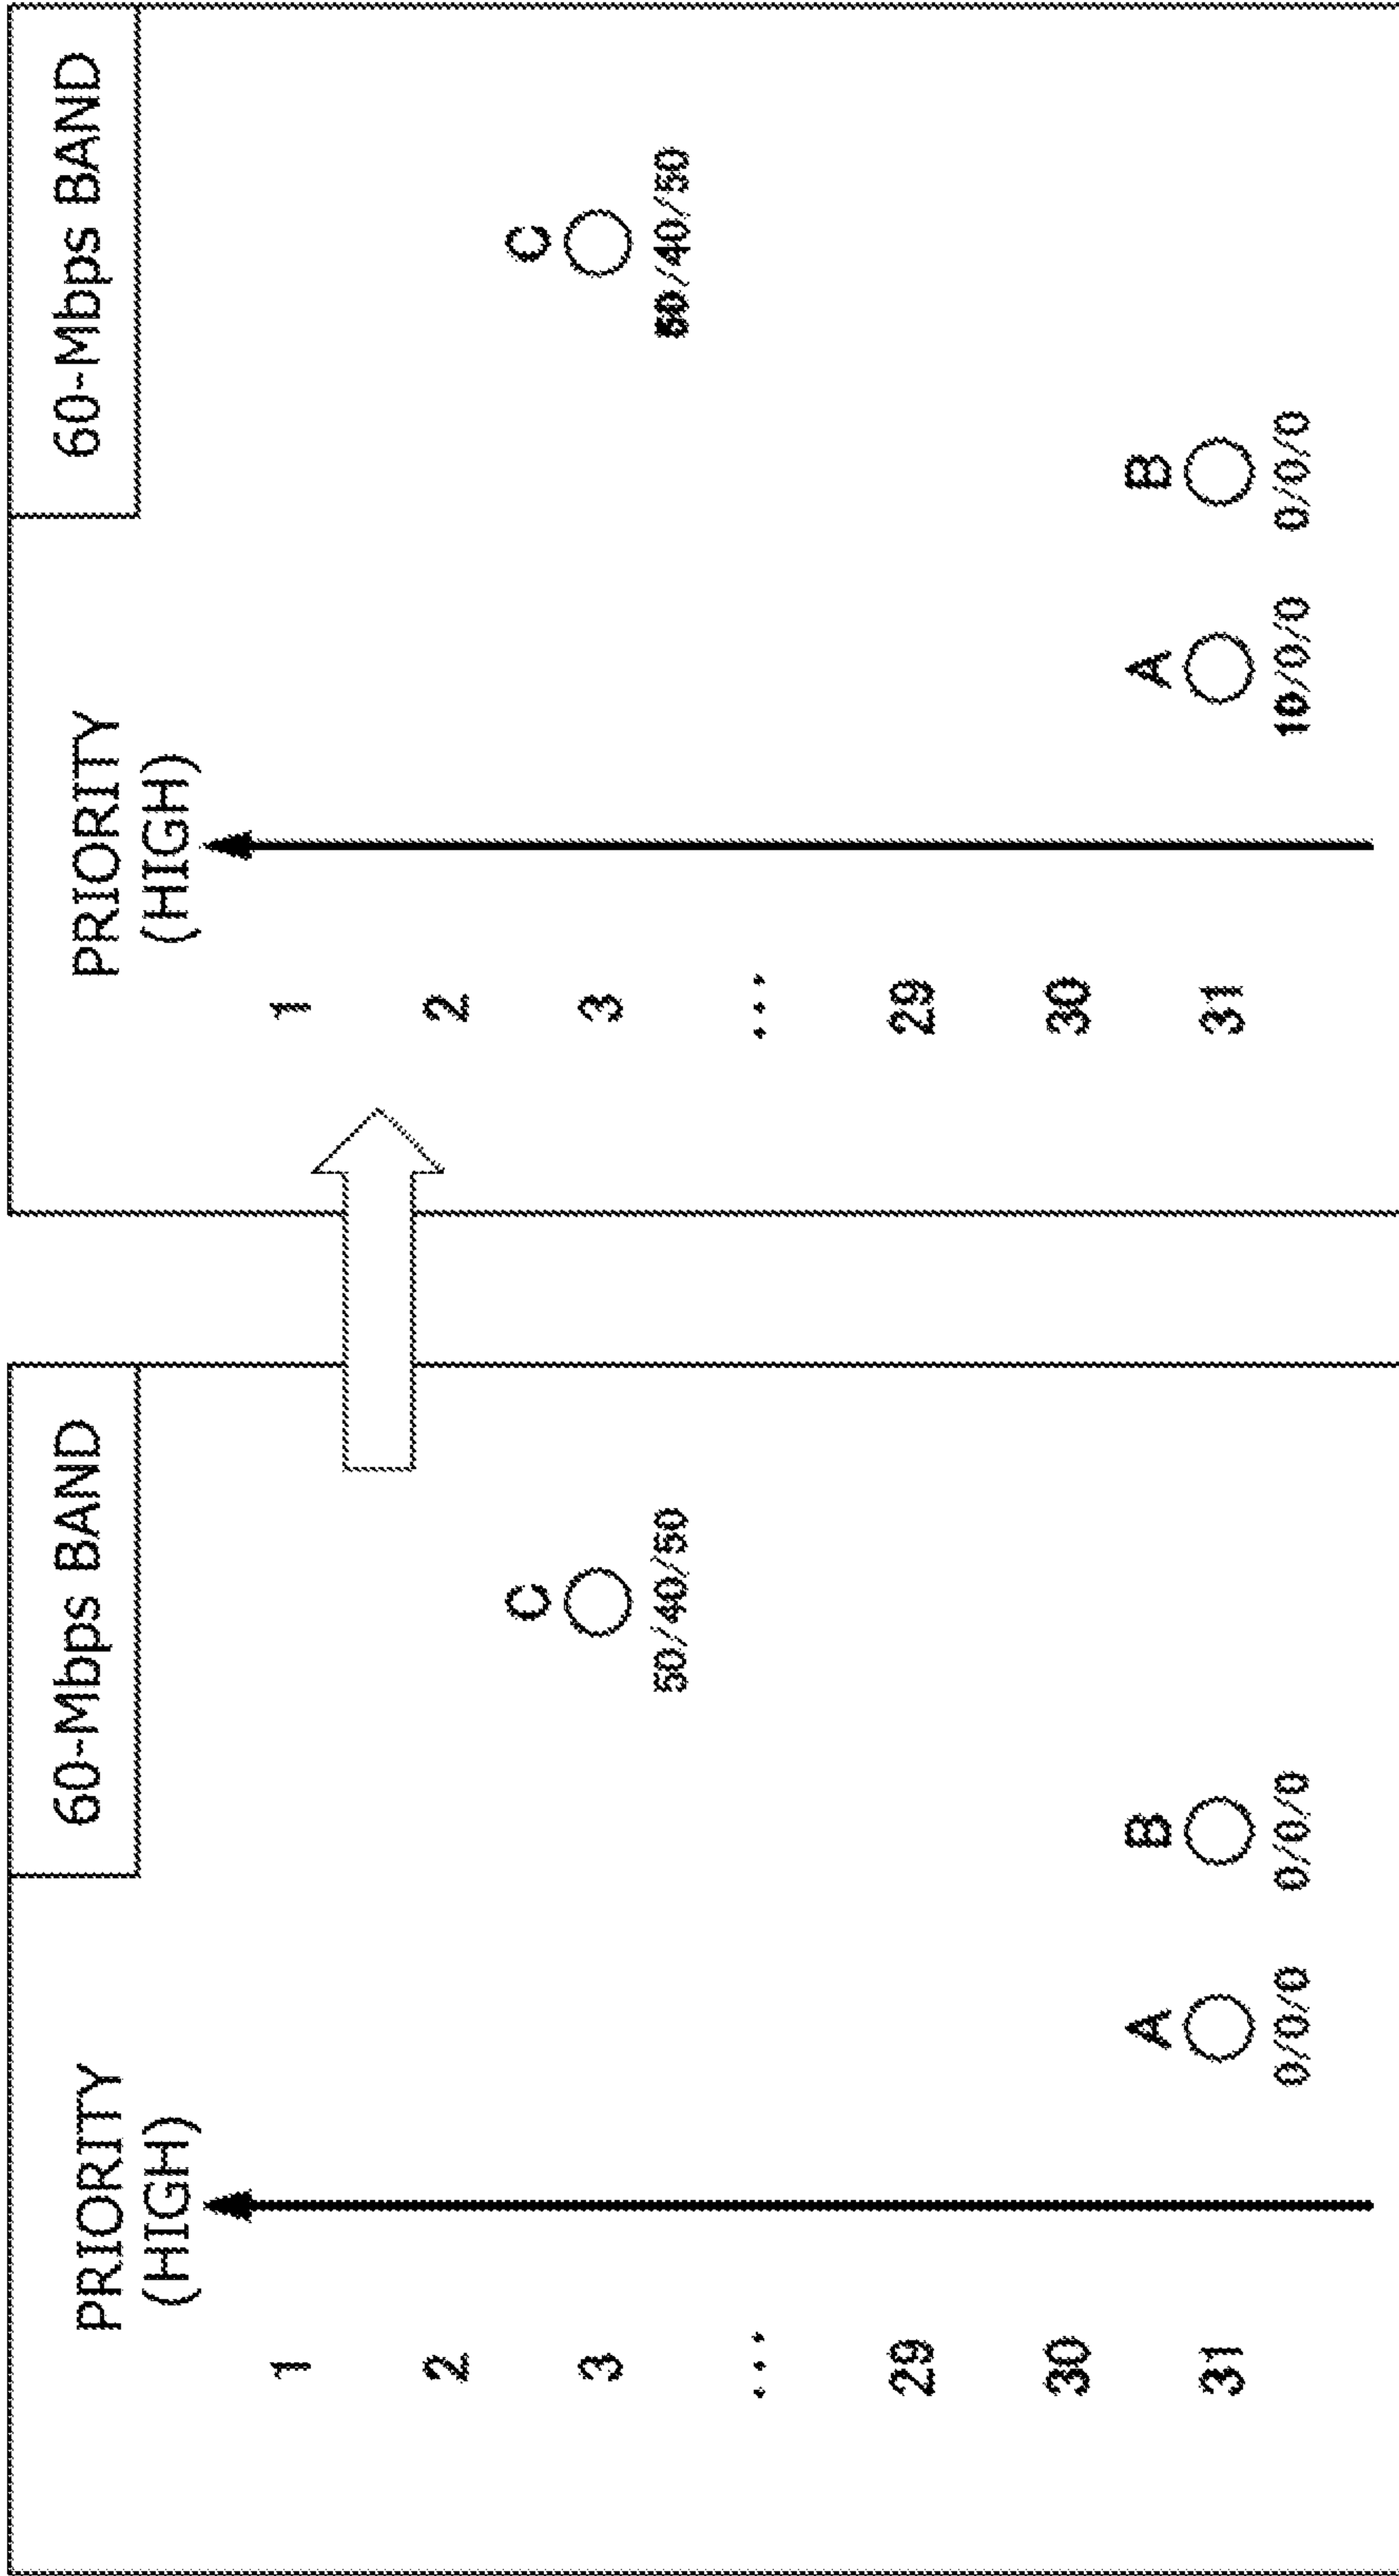 60-Mbps BAND
PRIORITY
(HIGH)
1
2
C
3
50/40/50
...
29
30
A
B
31
0/0/0
0/0/0
60-Mbps BAND
PRIORITY
(HIGH)
1
2
C
3
50/40/50
...
29
30
A
B
31
10/0/0
0/0/0